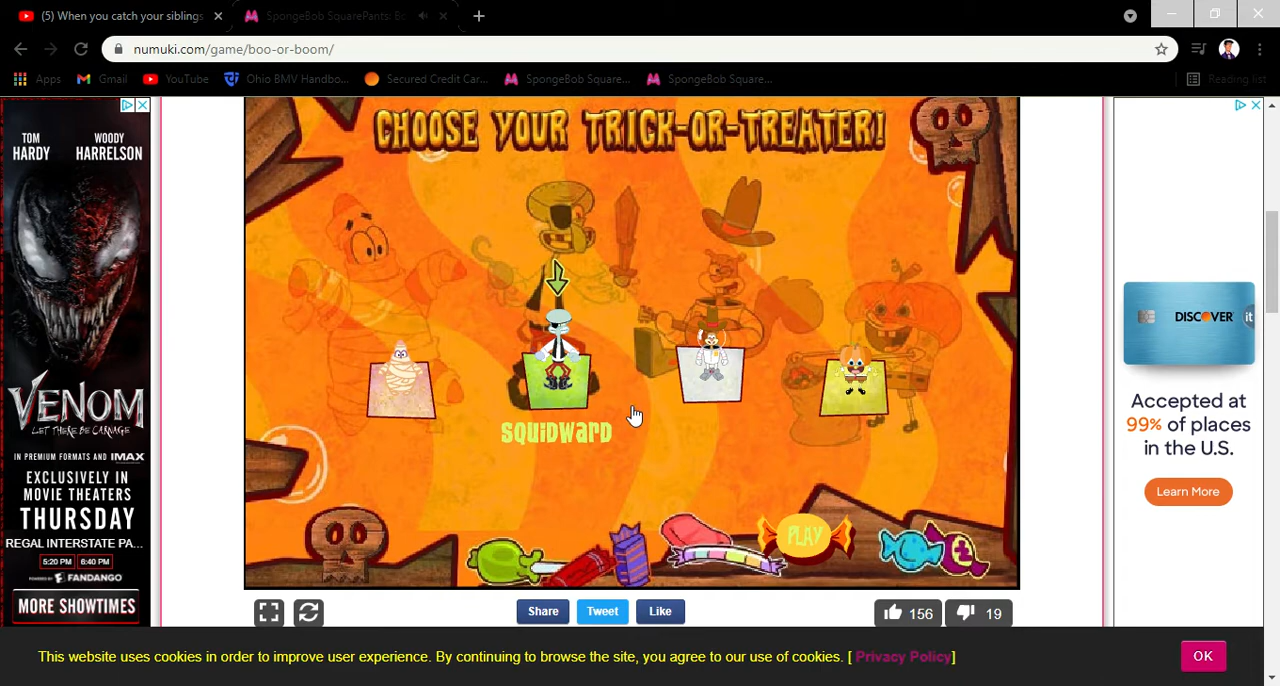 (5) When you catch your siblings
SpongeBob SquarePants: Bo
numuki.com/game/boo-or-boom/
Apps
Gmail
YouTube
Ohio BMV Handbo...
Secured Credit Car...
SpongeBob Square...
SpongeBob Square...
Reading list
TOM HARDY
WOODY HARRELSON
VENOM
LET THERE BE CARNAGE
IN PREMIUM FORMATS AND IMAX
EXCLUSIVELY IN
MOVIE THEATERS
THURSDAY
REGAL INTERSTATE PA...
5:20 PM
6:40 PM
POWERED BY FANDANGO
MORE SHOWTIMES
CHOOSE YOUR TRICK-OR-TREATER!
SQUIDWARD
PLAY
DISCOVER it
Accepted at
99% of places
in the U.S.
Learn More
Share
Tweet
Like
156
19
This website uses cookies in order to improve user experience. By continuing to browse the site, you agree to our use of cookies. [ Privacy Policy]
OK